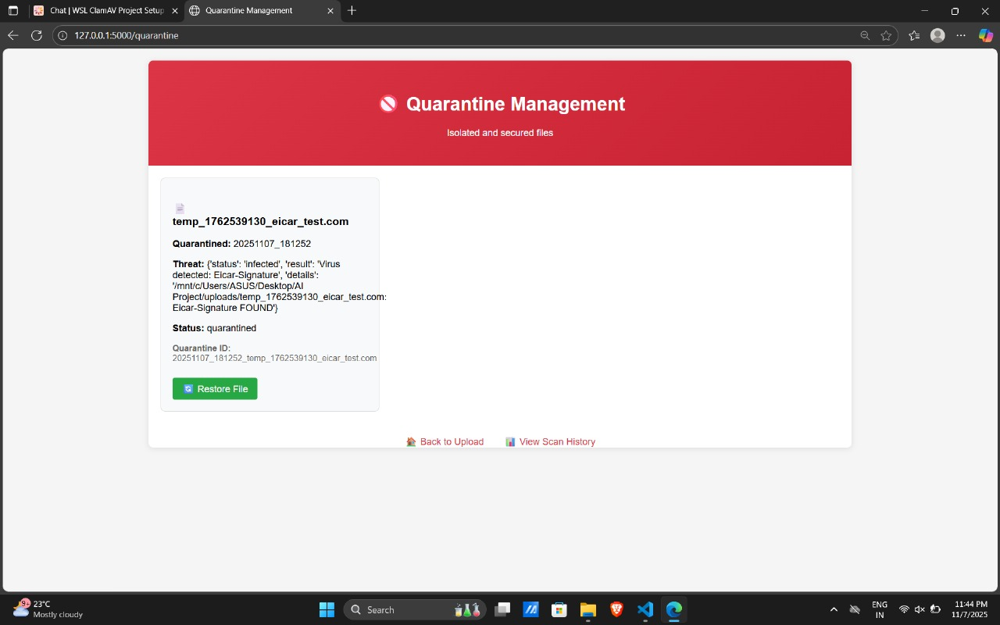 Chat | WSL ClamAV Project Setup
Quarantine Management
127.0.0.1:5000/quarantine
Quarantine Management
Isolated and secured files
temp_1762539130_eicar_test.com
Quarantined: 20251107_181252
Threat: {'status': 'infected', 'result': 'Virus
detected: Eicar-Signature', 'details':
'/mnt/c/Users/ASUS/Desktop/AI
Project/uploads/temp_1762539130_eicar_test.com:
Eicar-Signature FOUND'}
Status: quarantined
Quarantine ID:
20251107_181252_temp_1762539130_eicar_test.com
Restore File
Back to Upload
View Scan History
9+
23°C
Mostly cloudy
Search
ENG
IN
11:44 PM
11/7/2025